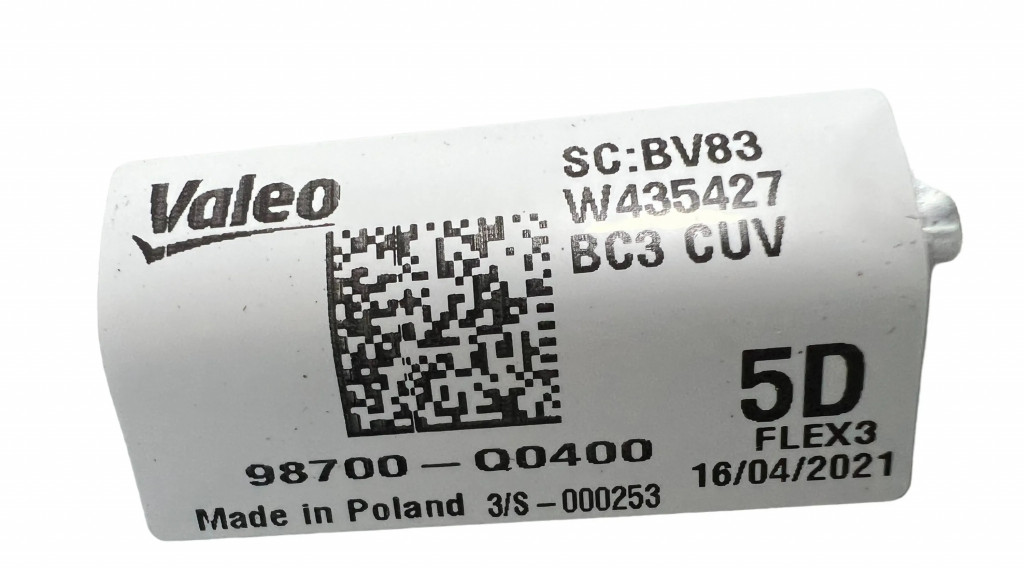 Valeo
SC:BV83
W435427
BC3 CUV
5D
FLEX3
98700-Q0400
16/04/2021
Made in Poland 3/S-000253